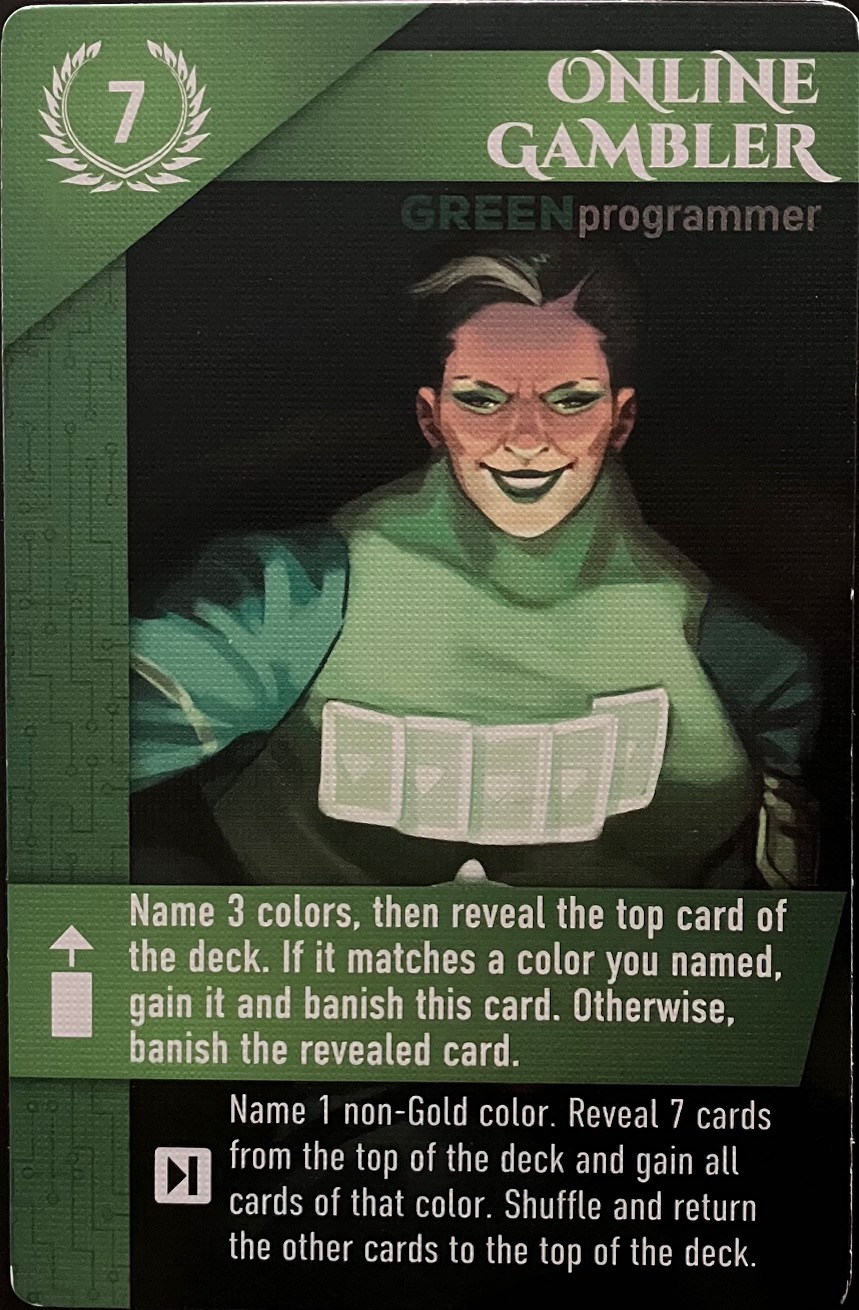 7
ONLINE
GAMBLER
GREENprogrammer
Name 3 colors, then reveal the top card of
the deck. If it matches a color you named,
gain it and banish this card. Otherwise,
banish the revealed card.
Name 1 non-Gold color. Reveal 7 cards
from the top of the deck and gain all
cards of that color. Shuffle and return
the other cards to the top of the deck.